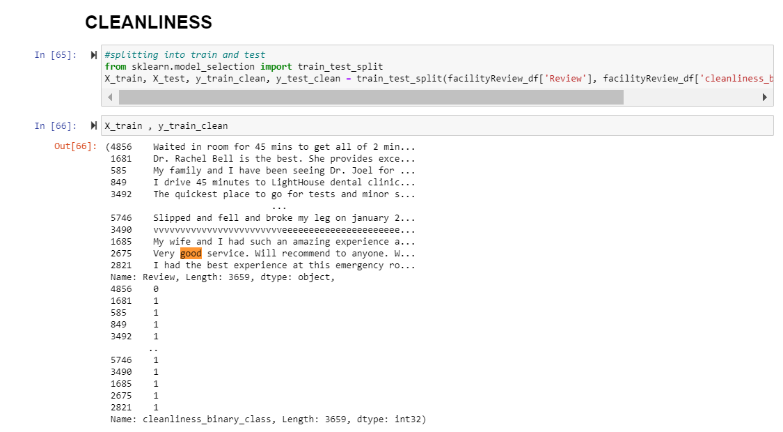 CLEANLINESS
In [65]: #splitting into train and test
from sklearn.model_selection import train_test_split
X_train, X_test, y_train_clean, y_test_clean = train_test_split(facilityReview_df['Review'], facilityReview_df['cleanliness_b
In [66]: X_train , y_train_clean
Out[66]: (4856 Waited in room for 45 mins to get all of 2 min...
1681 Dr. Rachel Bell is the best. She provides exce...
585 My family and I have been seeing Dr. Joel for ...
849 I drive 45 minutes to LightHouse dental clinic...
3492 The quickest place to go for tests and minor s...
...
5746 Slipped and fell and broke my leg on january 2...
3490 vvvvvvvvvvvvvvvvvvvvvvvveeeeeeeeeeeeeeeeeeeeeee...
1685 My wife and I had such an amazing experience a...
2675 Very good service. Will recommend to anyone. W...
2821 I had the best experience at this emergency ro...
Name: Review, Length: 3659, dtype: object,
4856 0
1681 1
585 1
849 1
3492 1
..
5746 1
3490 1
1685 1
2675 1
2821 1
Name: cleanliness_binary_class, Length: 3659, dtype: int32)